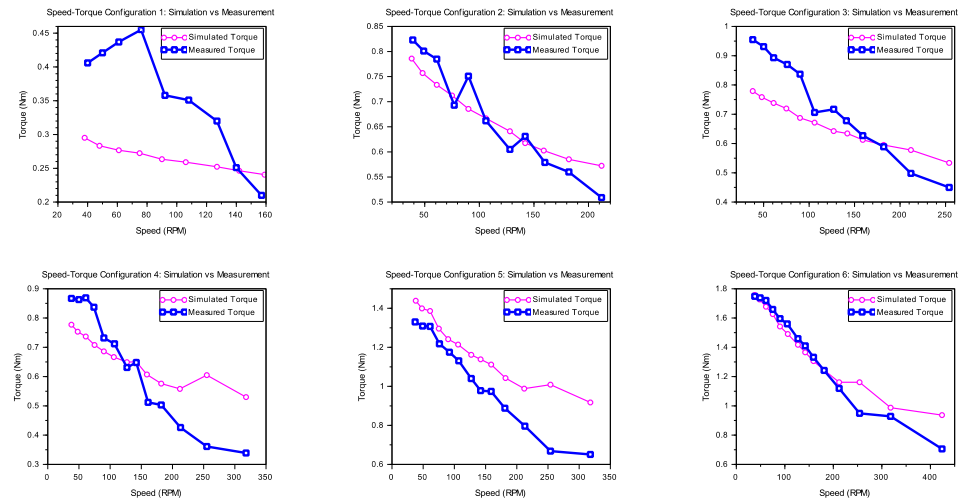 Speed-Torque Configuration 1: Simulation vs Measurement
Simulated Torque
Measured Torque
Torque (Nm)
0.45
0.4
0.35
0.3
0.25
0.2
20 40 60 80 100 120 140 160
Speed (RPM)
Speed-Torque Configuration 2: Simulation vs Measurement
Simulated Torque
Measured Torque
Torque (Nm)
0.85
0.8
0.75
0.7
0.65
0.6
0.55
0.5
50 100 150 200
Speed (RPM)
Speed-Torque Configuration 3: Simulation vs Measurement
Simulated Torque
Measured Torque
Torque (Nm)
1
0.9
0.8
0.7
0.6
0.5
0.4
50 100 150 200 250
Speed (RPM)
Speed-Torque Configuration 4: Simulation vs Measurement
Simulated Torque
Measured Torque
Torque (Nm)
0.9
0.8
0.7
0.6
0.5
0.4
0.3
0 50 100 150 200 250 300 350
Speed (RPM)
Speed-Torque Configuration 5: Simulation vs Measurement
Simulated Torque
Measured Torque
Torque (Nm)
1.4
1.2
1
0.8
0.6
0 50 100 150 200 250 300 350
Speed (RPM)
Speed-Torque Configuration 6: Simulation vs Measurement
Simulated Torque
Measured Torque
Torque (Nm)
1.8
1.6
1.4
1.2
1
0.8
0.6
0 100 200 300 400
Speed (RPM)